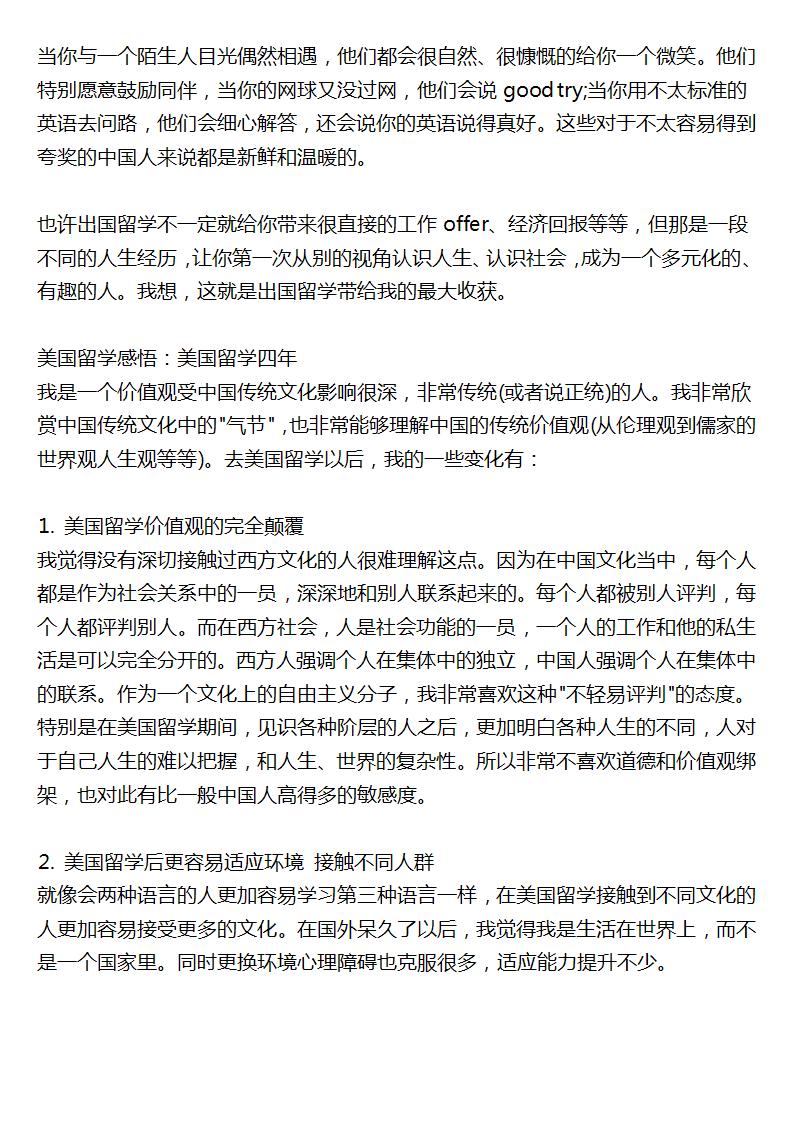 当你与一个陌生人目光偶然相遇，他们都会很自然、很慷慨的给你一个微笑。他们
特别愿意鼓励同伴，当你的网球又没过网，他们会说 good try;当你用不太标准的
英语去问路，他们会细心解答，还会说你的英语说得真好。这些对于不太容易得到
夸奖的中国人来说都是新鲜和温暖的。
也许出国留学不一定就给你带来很直接的工作 offer、经济回报等等，但那是一段
不同的人生经历，让你第一次从别的视角认识人生、认识社会，成为一个多元化的、
有趣的人。我想，这就是出国留学带给我的最大收获。
美国留学感悟：美国留学四年
我是一个价值观受中国传统文化影响很深，非常传统(或者说正统)的人。我非常欣
赏中国传统文化中的"气节"，也非常能够理解中国的传统价值观(从伦理观到儒家的
世界观人生观等等)。去美国留学以后，我的一些变化有：
1. 美国留学价值观的完全颠覆
我觉得没有深切接触过西方文化的人很难理解这点。因为在中国文化当中，每个人
都是作为社会关系中的一员，深深地和别人联系起来的。每个人都被别人评判，每
个人都评判别人。而在西方社会，人是社会功能的一员，一个人的工作和他的私生
活是可以完全分开的。西方人强调个人在集体中的独立，中国人强调个人在集体中
的联系。作为一个文化上的自由主义分子，我非常喜欢这种"不轻易评判"的态度。
特别是在美国留学期间，见识各种阶层的人之后，更加明白各种人生的不同，人对
于自己人生的难以把握，和人生、世界的复杂性。所以非常不喜欢道德和价值观绑
架，也对此有比一般中国人高得多的敏感度。
2. 美国留学后更容易适应环境 接触不同人群
就像会两种语言的人更加容易学习第三种语言一样，在美国留学接触到不同文化的
人更加容易接受更多的文化。在国外呆久了以后，我觉得我是生活在世界上，而不
是一个国家里。同时更换环境心理障碍也克服很多，适应能力提升不少。